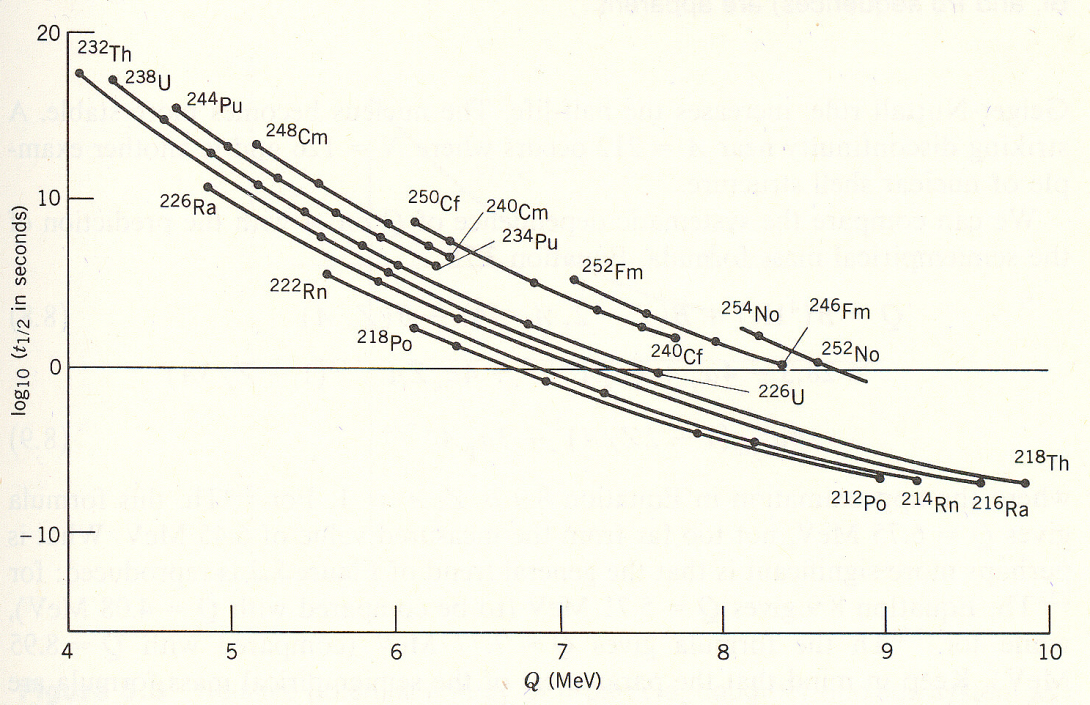 20
10
0
−10
log10 (t1/2 in seconds)
232Th
238U
244Pu
248Cm
226Ra
250Cf
240Cm
234Pu
222Rn
252Fm
218Po
254No
246Fm
240Cf
252No
226U
218Th
212Po
214Rn
216Ra
4
5
6
7
8
9
10
Q (MeV)